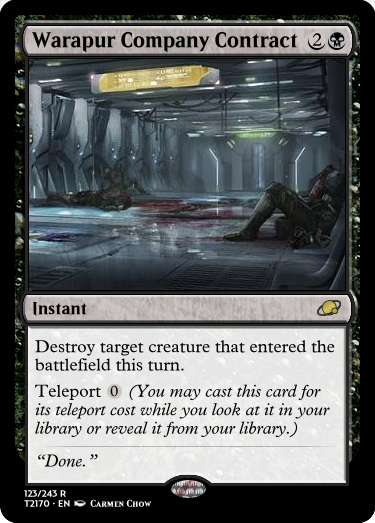 Warapur Company Contract 2
Instant
Destroy target creature that entered the
battlefield this turn.
Teleport 0 (You may cast this card for
its teleport cost while you look at it in your
library or reveal it from your library.)
“Done.”
123/243 R
T2170 · EN Carmen Chow